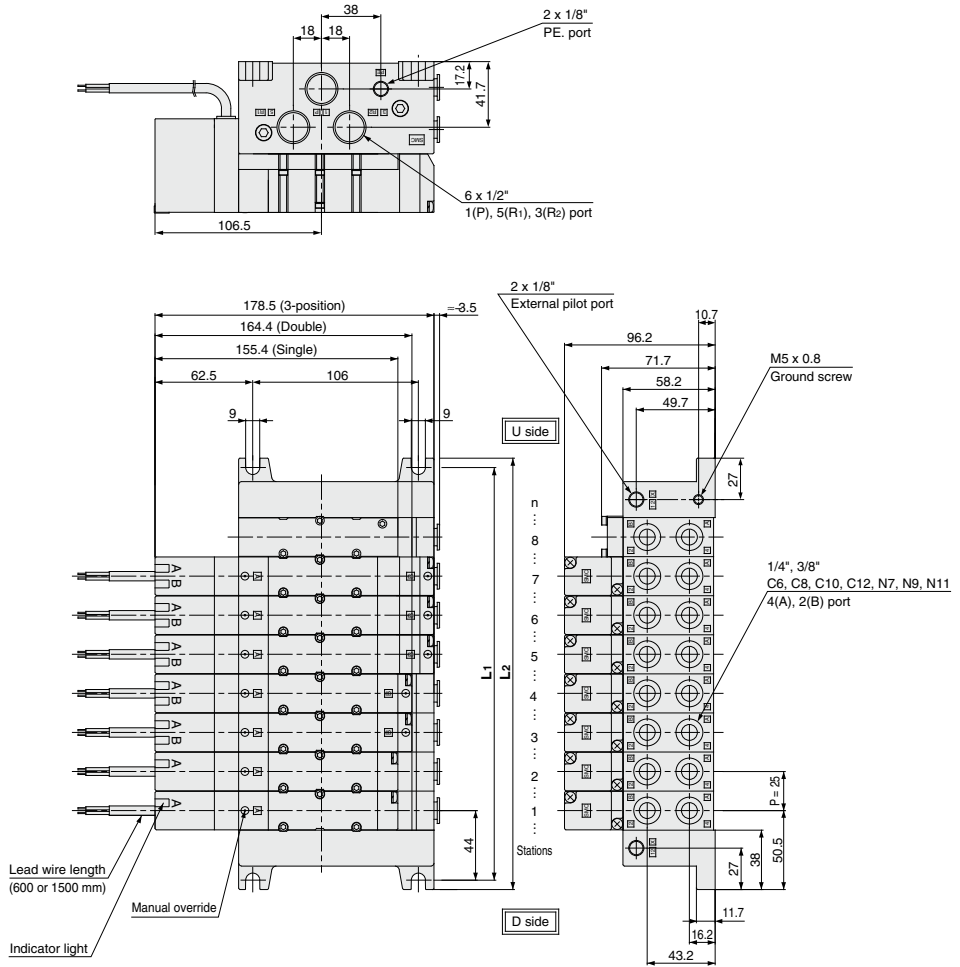 38
2 x 1/8"
PE. port
18
18
17.2
41.7
SMC
6 x 1/2"
1(P), 5(R1), 3(R2) port
106.5
178.5 (3-position)
≈3.5
164.4 (Double)
155.4 (Single)
62.5
106
9
9
2 x 1/8"
External pilot port
10.7
96.2
71.7
M5 x 0.8
Ground screw
58.2
49.7
U side
27
n
8
7
6
5
4
3
2
1
Stations
A
B
A
B
A
B
A
B
A
B
A
A
L1
L2
1/4", 3/8"
C6, C8, C10, C12, N7, N9, N11
4(A), 2(B) port
P = 25
44
50.5
38
27
Lead wire length
(600 or 1500 mm)
Manual override
Indicator light
D side
11.7
16.2
43.2